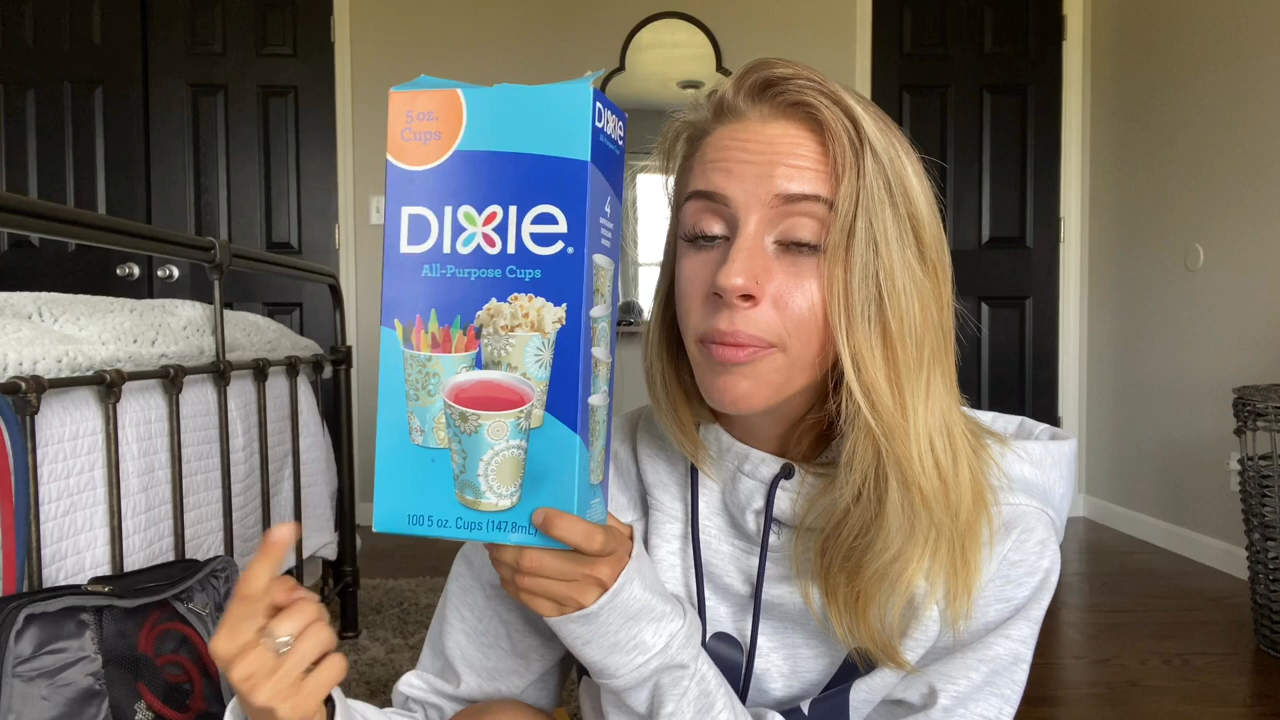 5 oz.
Cups
DIXIE
All-Purpose Cups
100 5 oz. Cups (147.8mL)
DIXIE
4